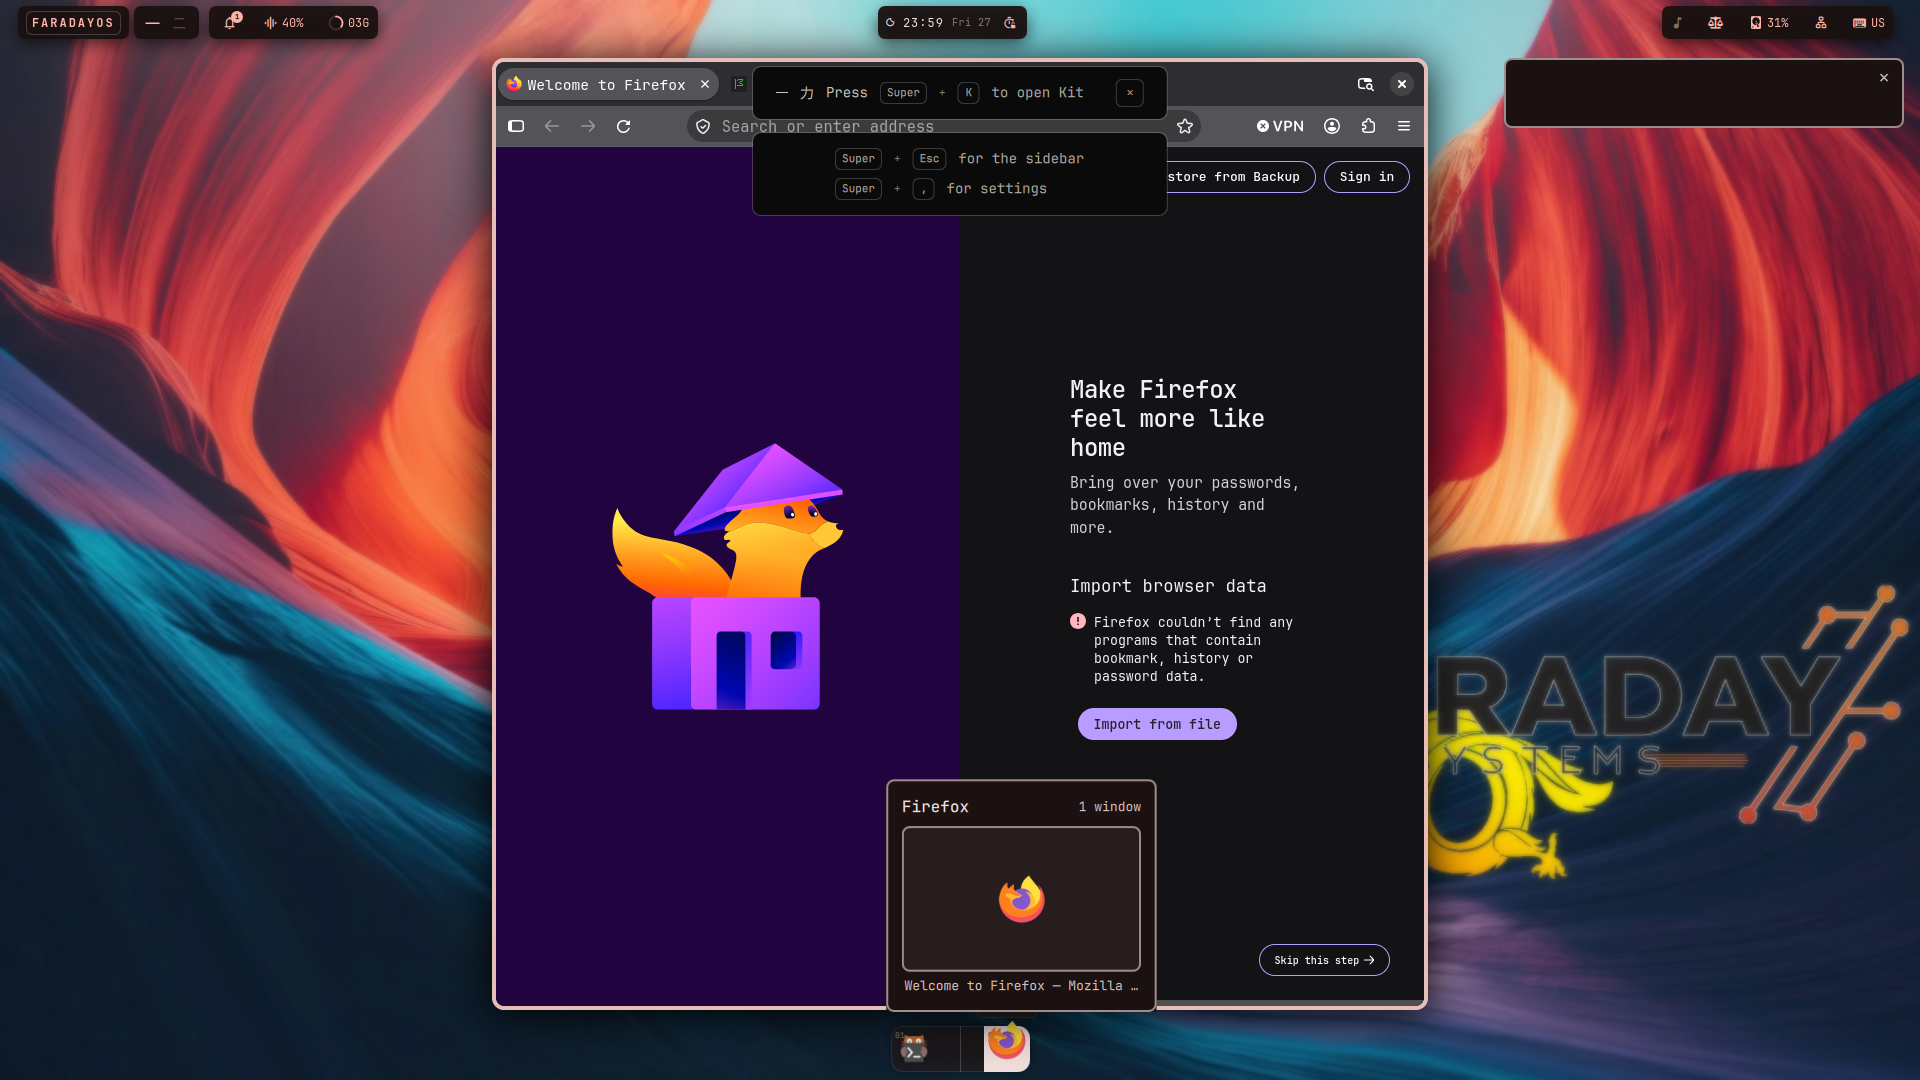 FARADAYOS
1
40%
03G
23:59 Fri 27
31%
US
Welcome to Firefox
一 力 Press Super + K to open Kit
Search or enter address
VPN
Super + Esc for the sidebar
Super + , for settings
store from Backup
Sign in
Make Firefox
feel more like
home
Bring over your passwords,
bookmarks, history and
more.
Import browser data
Firefox couldn’t find any
programs that contain
bookmark, history or
password data.
Import from file
RADAY
YSTEMS
Firefox
1 window
Welcome to Firefox — Mozilla …
Skip this step
01